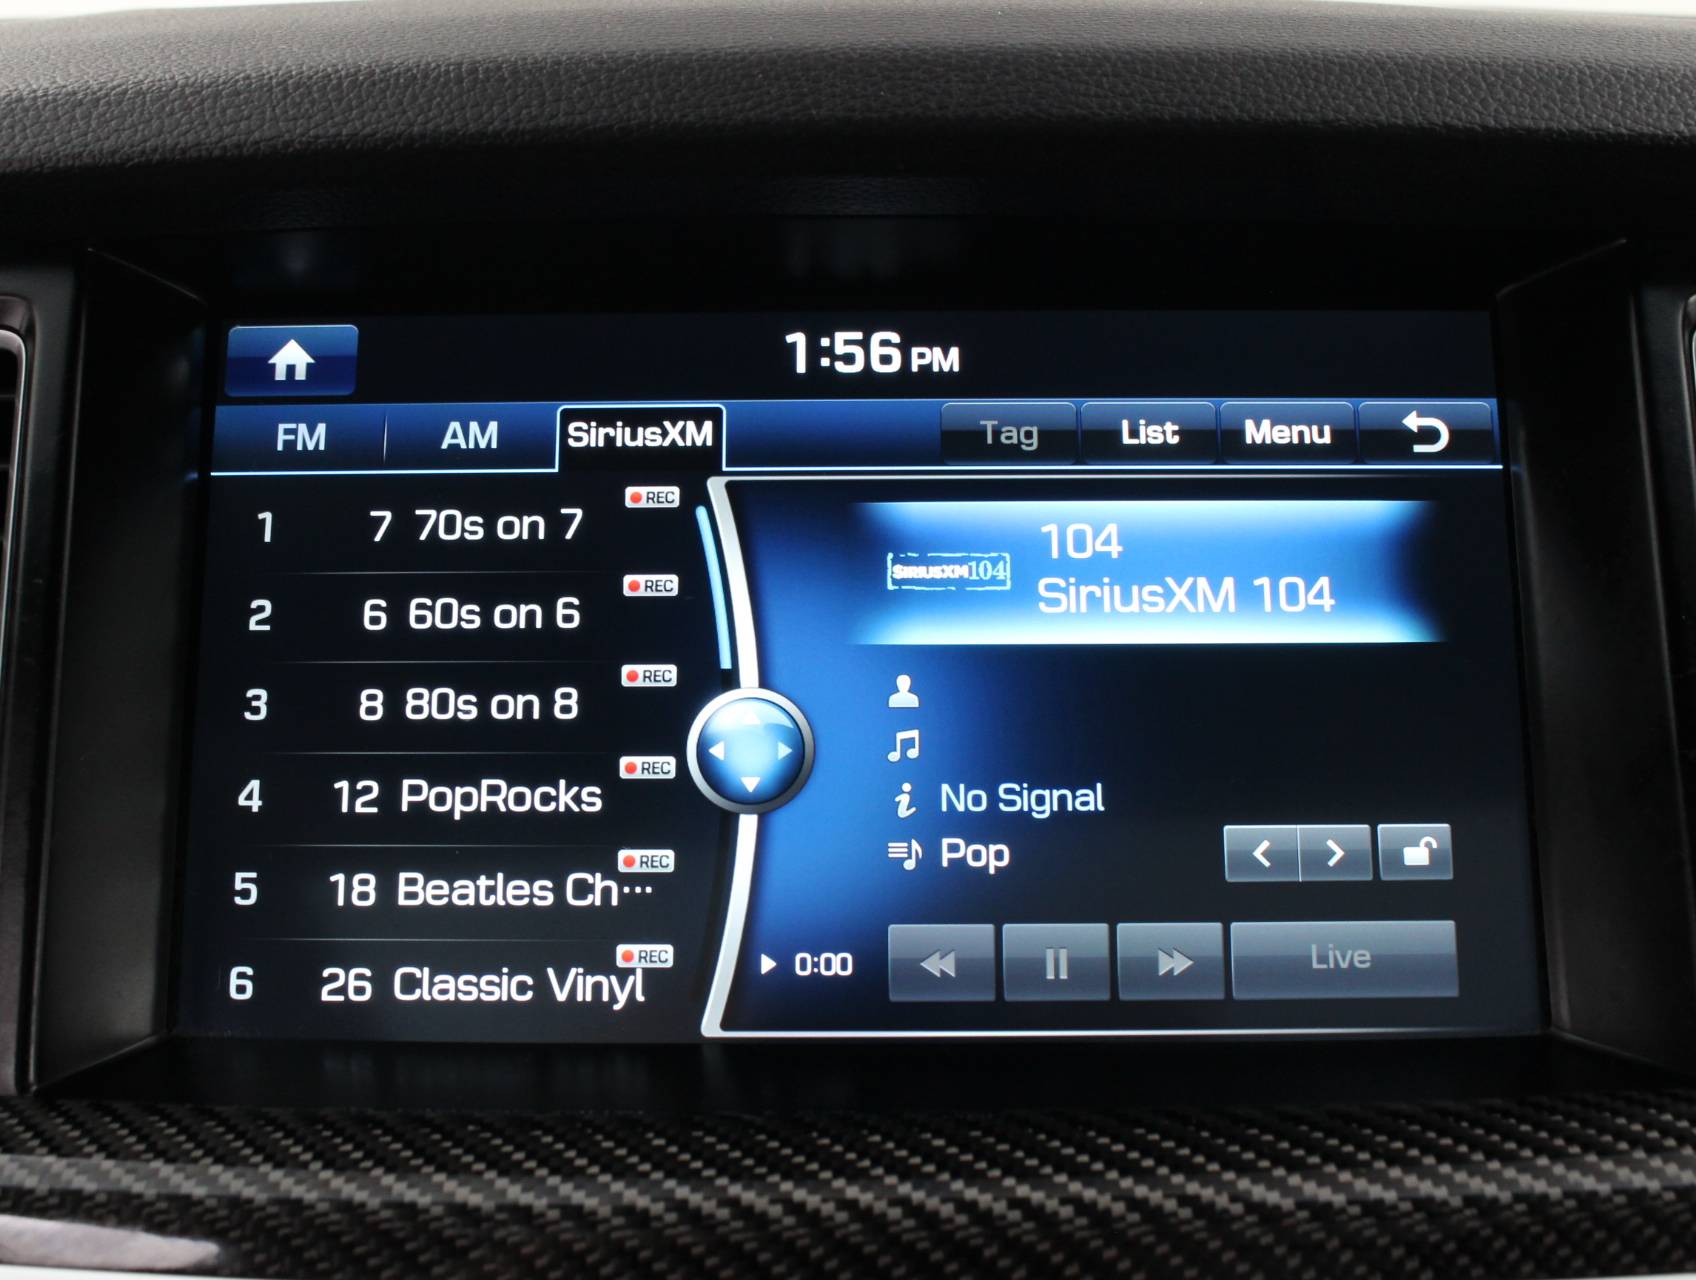 1:56 PM
FM AM SiriusXM Tag List Menu
1 7 70s on 7 REC
2 6 60s on 6 REC
3 8 80s on 8 REC
4 12 PopRocks REC
5 18 Beatles Ch··· REC
6 26 Classic Vinyl REC
SIRIUSXM104
104
SiriusXM 104
No Signal
Pop
0:00
Live